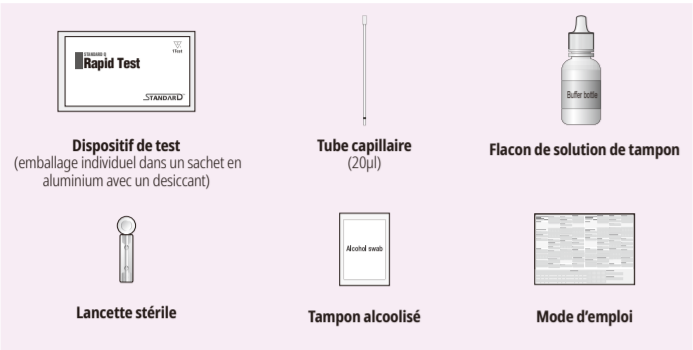 STANDARD Q
Rapid Test
1Test
STANDARD
Buffer bottle
Dispositif de test
Tube capillaire
Flacon de solution de tampon
(emballage individuel dans un sachet en
aluminium avec un desiccant)
(20µl)
Alcohol swab
Lancette stérile
Tampon alcoolisé
Mode d’emploi